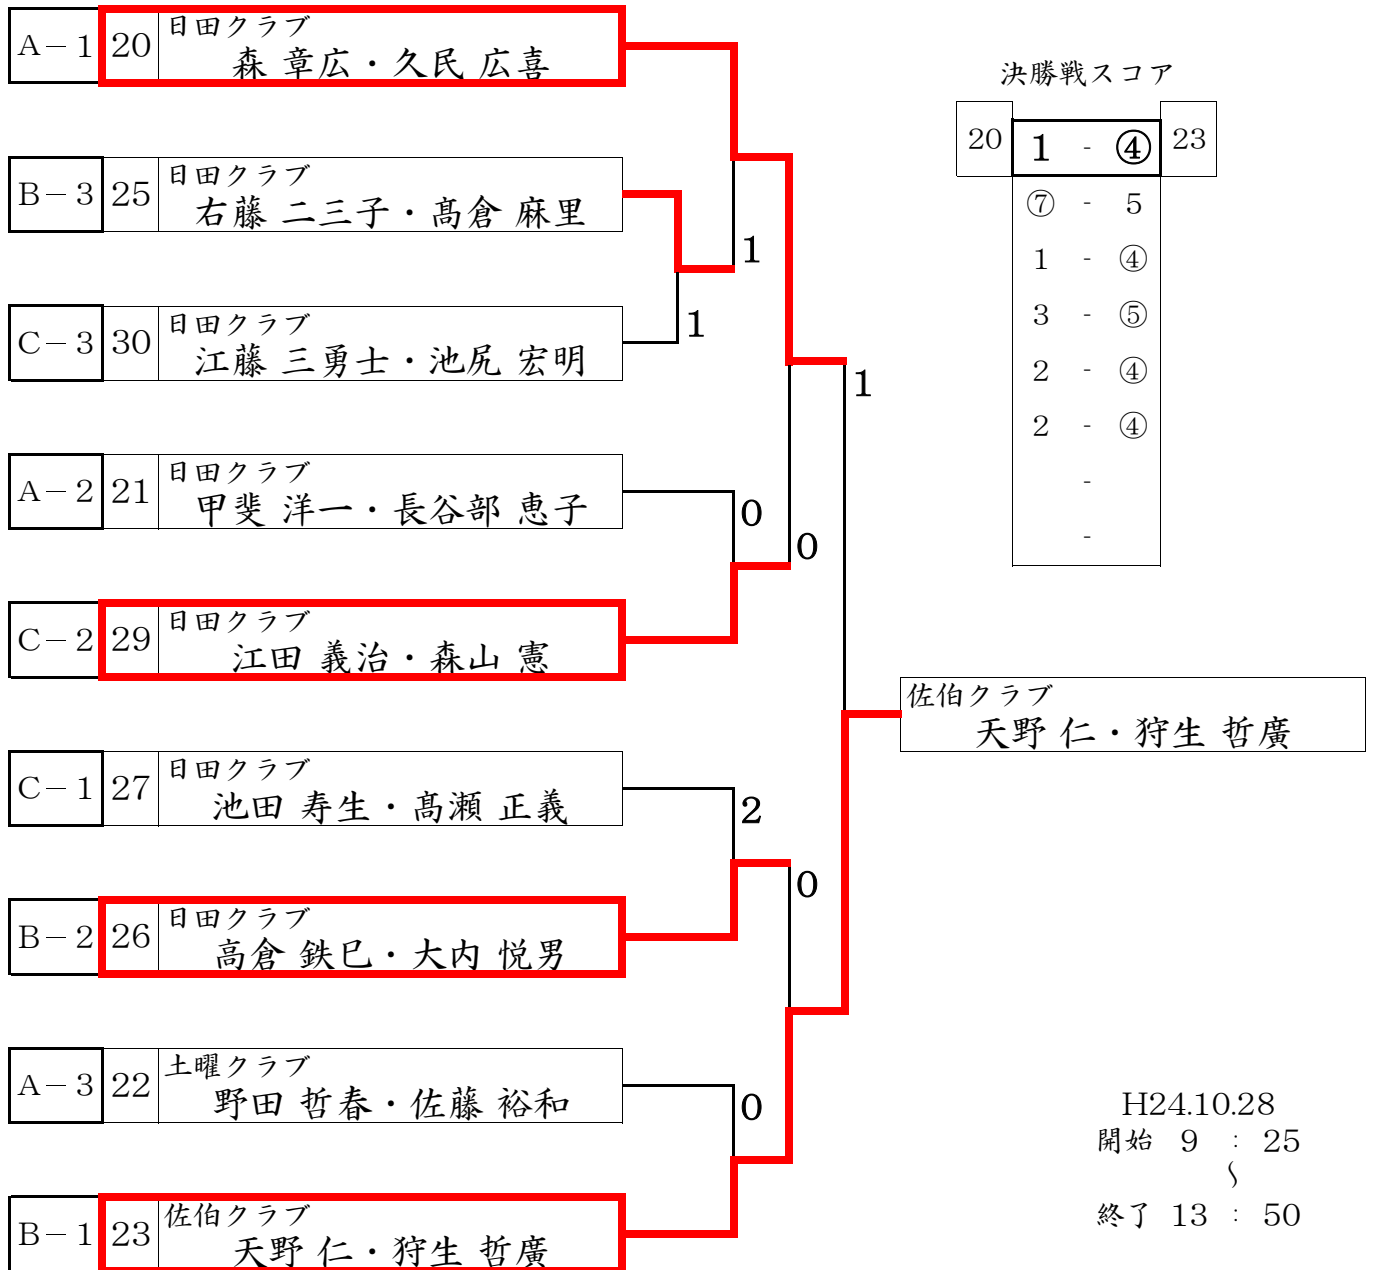 A－1 20 日田クラブ
森 章広・久民 広喜
決勝戦スコア
20 1 - ④ 23
B－3 25 日田クラブ
右藤 二三子・髙倉 麻里
⑦ - 5
1
1 - ④
C－3 30 日田クラブ
江藤 三勇士・池尻 宏明
1
3 - ⑤
2 - ④
1
2 - ④
A－2 21 日田クラブ
甲斐 洋一・長谷部 恵子
-
0
0
-
C－2 29 日田クラブ
江田 義治・森山 憲
佐伯クラブ
天野 仁・狩生 哲廣
C－1 27 日田クラブ
池田 寿生・髙瀬 正義
2
0
B－2 26 日田クラブ
高倉 鉄巳・大内 悦男
A－3 22 土曜クラブ
野田 哲春・佐藤 裕和
0
H24.10.28
開始 9 : 25
〜
終了 13 : 50
B－1 23 佐伯クラブ
天野 仁・狩生 哲廣